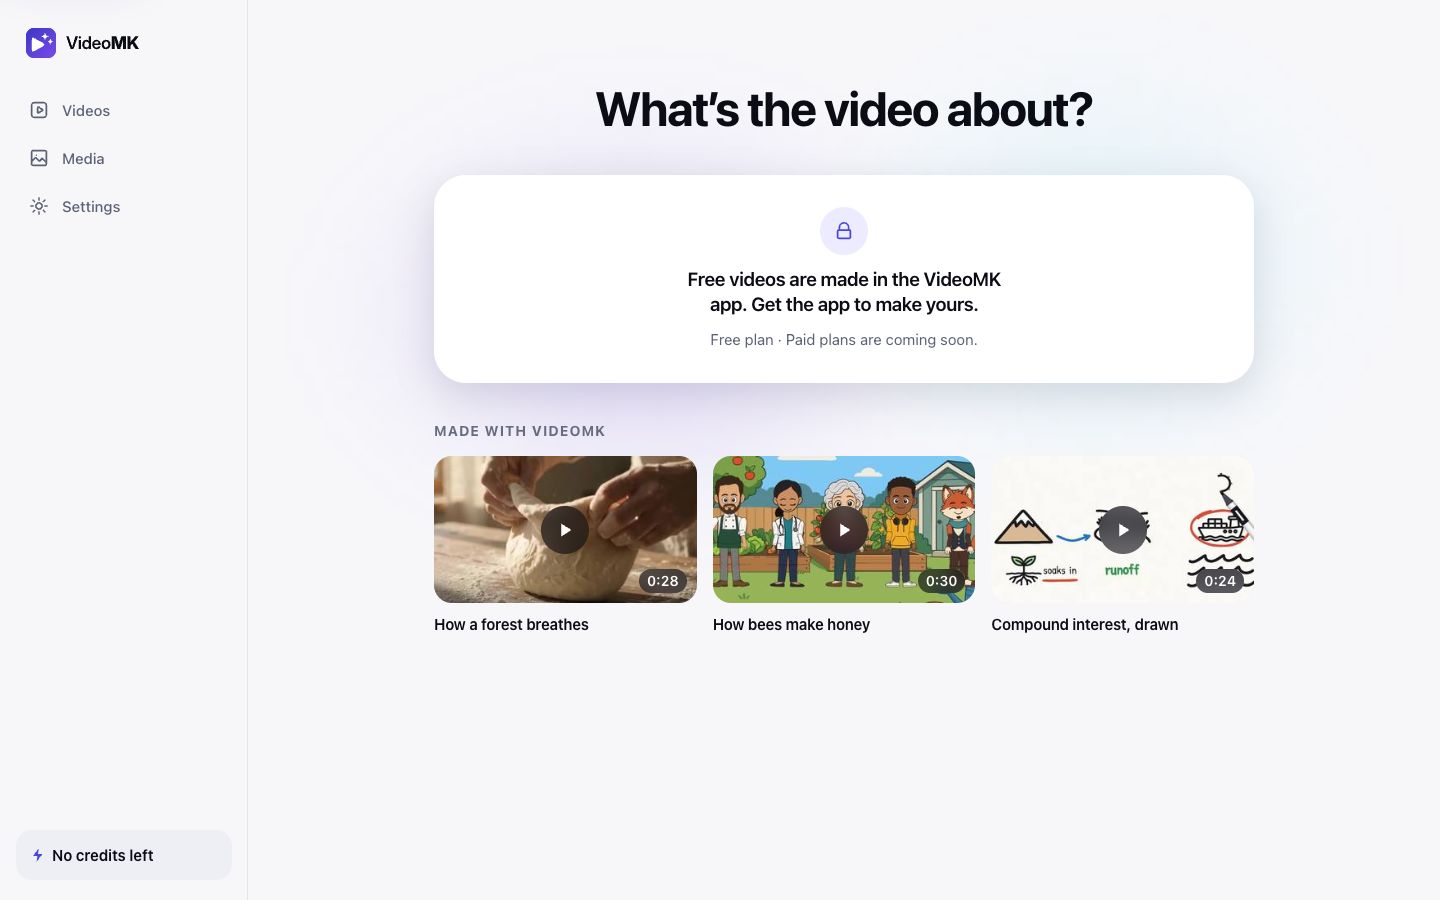 VideoMK
Videos
Media
Settings
What's the video about?
Free videos are made in the VideoMK
app. Get the app to make yours.
Free plan · Paid plans are coming soon.
MADE WITH VIDEOMK
0:28
0:30
soaks in
runoff
0:24
How a forest breathes
How bees make honey
Compound interest, drawn
No credits left